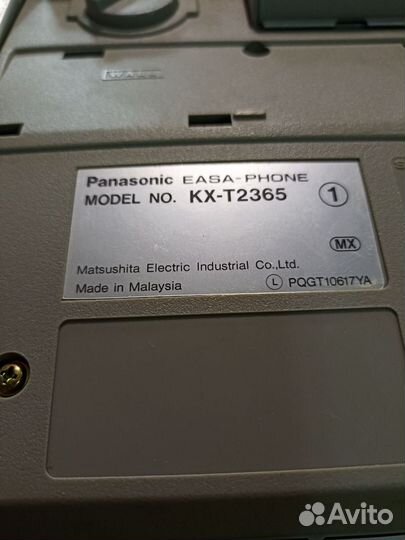 WALL
Panasonic EASA-PHONE
MODEL NO. KX-T2365 1
MX
Matsushita Electric Industrial Co.,Ltd.
Made in Malaysia L PQGT10617YA
Avito